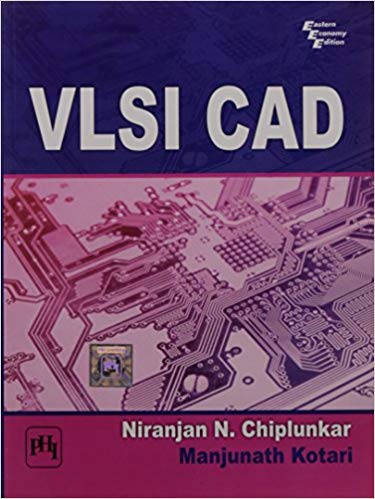 Eastern
Economy
Edition
VLSI CAD
Niranjan N. Chiplunkar
Manjunath Kotari
PHI